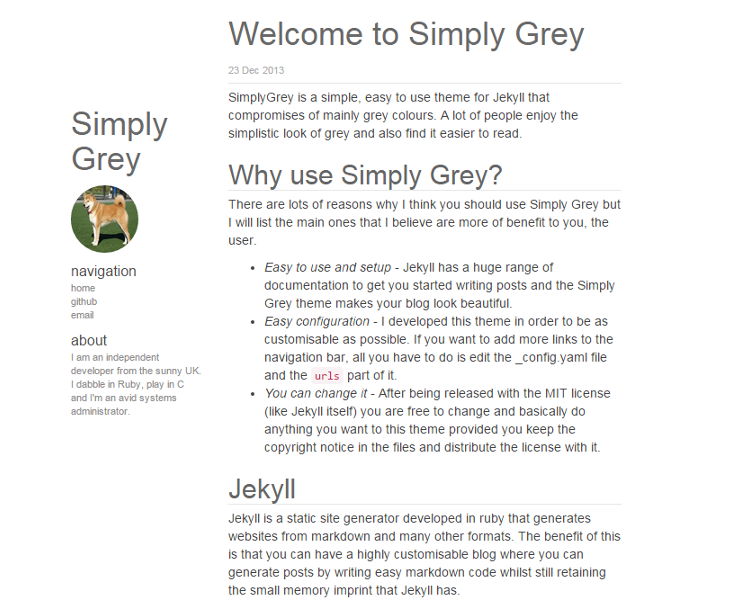 Simply
Grey
navigation
home
github
email
about
I am an independent
developer from the sunny UK.
I dabble in Ruby, play in C
and I'm an avid systems
administrator.
Welcome to Simply Grey
23 Dec 2013
SimplyGrey is a simple, easy to use theme for Jekyll that
compromises of mainly grey colours. A lot of people enjoy the
simplistic look of grey and also find it easier to read.
Why use Simply Grey?
There are lots of reasons why I think you should use Simply Grey but
I will list the main ones that I believe are more of benefit to you, the
user.
• Easy to use and setup - Jekyll has a huge range of
documentation to get you started writing posts and the Simply
Grey theme makes your blog look beautiful.
• Easy configuration - I developed this theme in order to be as
customisable as possible. If you want to add more links to the
navigation bar, all you have to do is edit the _config.yaml file
and the urls part of it.
• You can change it - After being released with the MIT license
(like Jekyll itself) you are free to change and basically do
anything you want to this theme provided you keep the
copyright notice in the files and distribute the license with it.
Jekyll
Jekyll is a static site generator developed in ruby that generates
websites from markdown and many other formats. The benefit of this
is that you can have a highly customisable blog where you can
generate posts by writing easy markdown code whilst still retaining
the small memory imprint that Jekyll has.